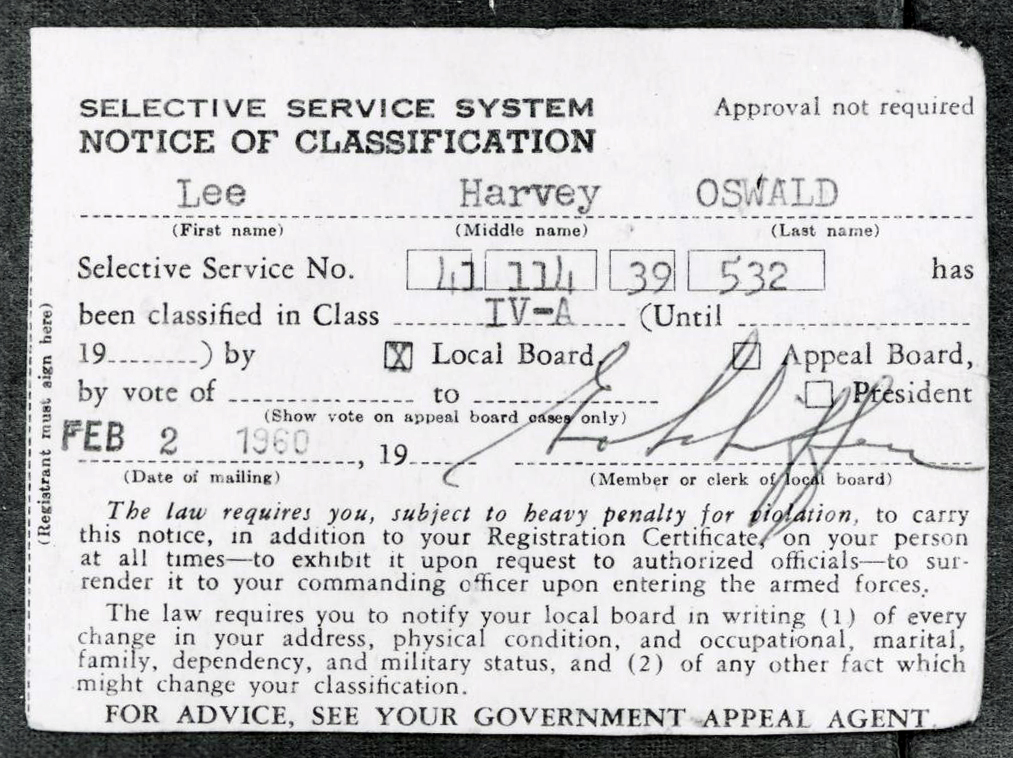 SELECTIVE SERVICE SYSTEM Approval not required
NOTICE OF CLASSIFICATION
Lee Harvey OSWALD
(First name) (Middle name) (Last name)
Selective Service No. 41 114 39 532 has
been classified in Class IV-A (Until
19 ) by X Local Board, Appeal Board,
by vote of to President
(Show vote on appeal board cases only)
FEB 2 1960 , 19
(Date of mailing) (Member or clerk of local board)
The law requires you, subject to heavy penalty for violation, to carry
this notice, in addition to your Registration Certificate, on your person
at all times—to exhibit it upon request to authorized officials—to sur-
render it to your commanding officer upon entering the armed forces.
The law requires you to notify your local board in writing (1) of every
change in your address, physical condition, and occupational, marital,
family, dependency, and military status, and (2) of any other fact which
might change your classification.
FOR ADVICE, SEE YOUR GOVERNMENT APPEAL AGENT.
(Registrant must sign here)